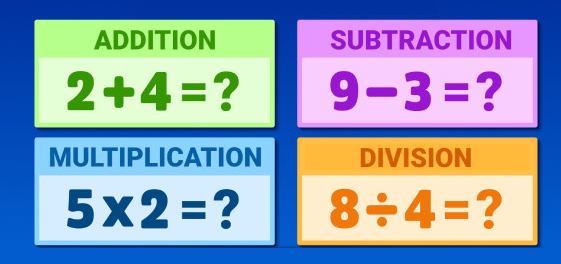 ADDITION
2+4=?
SUBTRACTION
9−3=?
MULTIPLICATION
5x2=?
DIVISION
8÷4=?